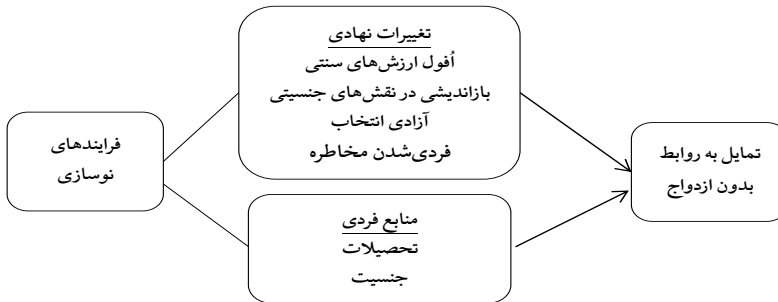 تغییرات نهادی
اُفول ارزش‌های سنتی
بازاندیشی در نقش‌های جنسیتی
آزادی انتخاب
فردی‌شدن مخاطره
فرایندهای
نوسازی
تمایل به روابط
بدون ازدواج
منابع فردی
تحصیلات
جنسیت